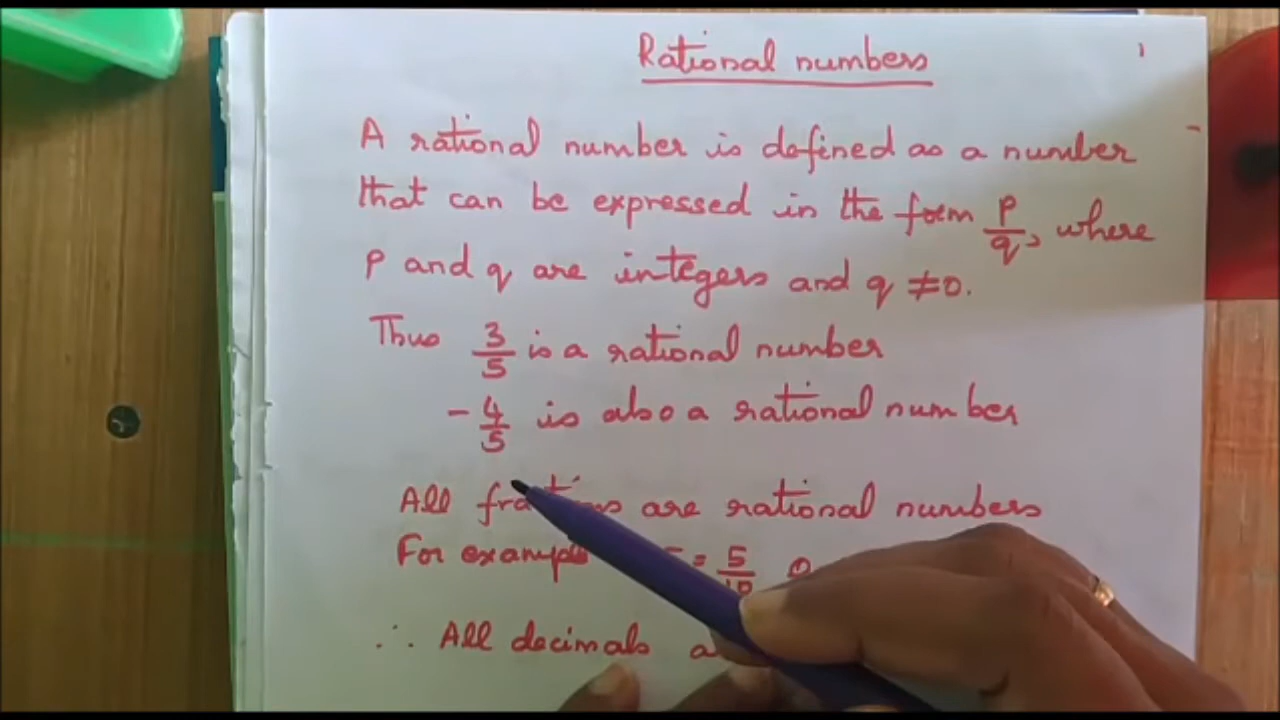 Rational numbers
A rational number is defined as a number
that can be expressed in the form p/q, where
p and q are integers and q ≠ 0.
Thus 3/5 is a rational number
- 4/5 is also a rational number
All are rational numbers
For = 5/10
∴ All decimals